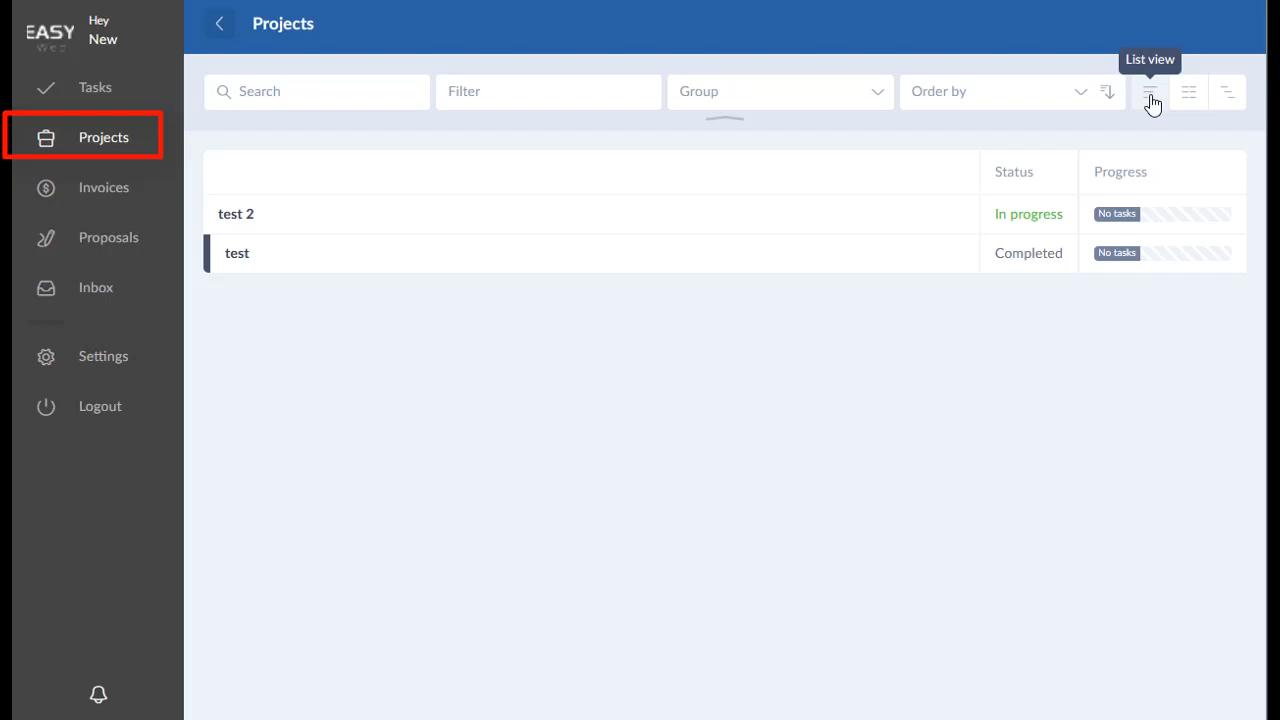 EASY
Hey
New
Tasks
Projects
Invoices
Proposals
Inbox
Settings
Logout
Projects
List view
Search
Filter
Group
Order by
Status
Progress
test 2
In progress
No tasks
test
Completed
No tasks